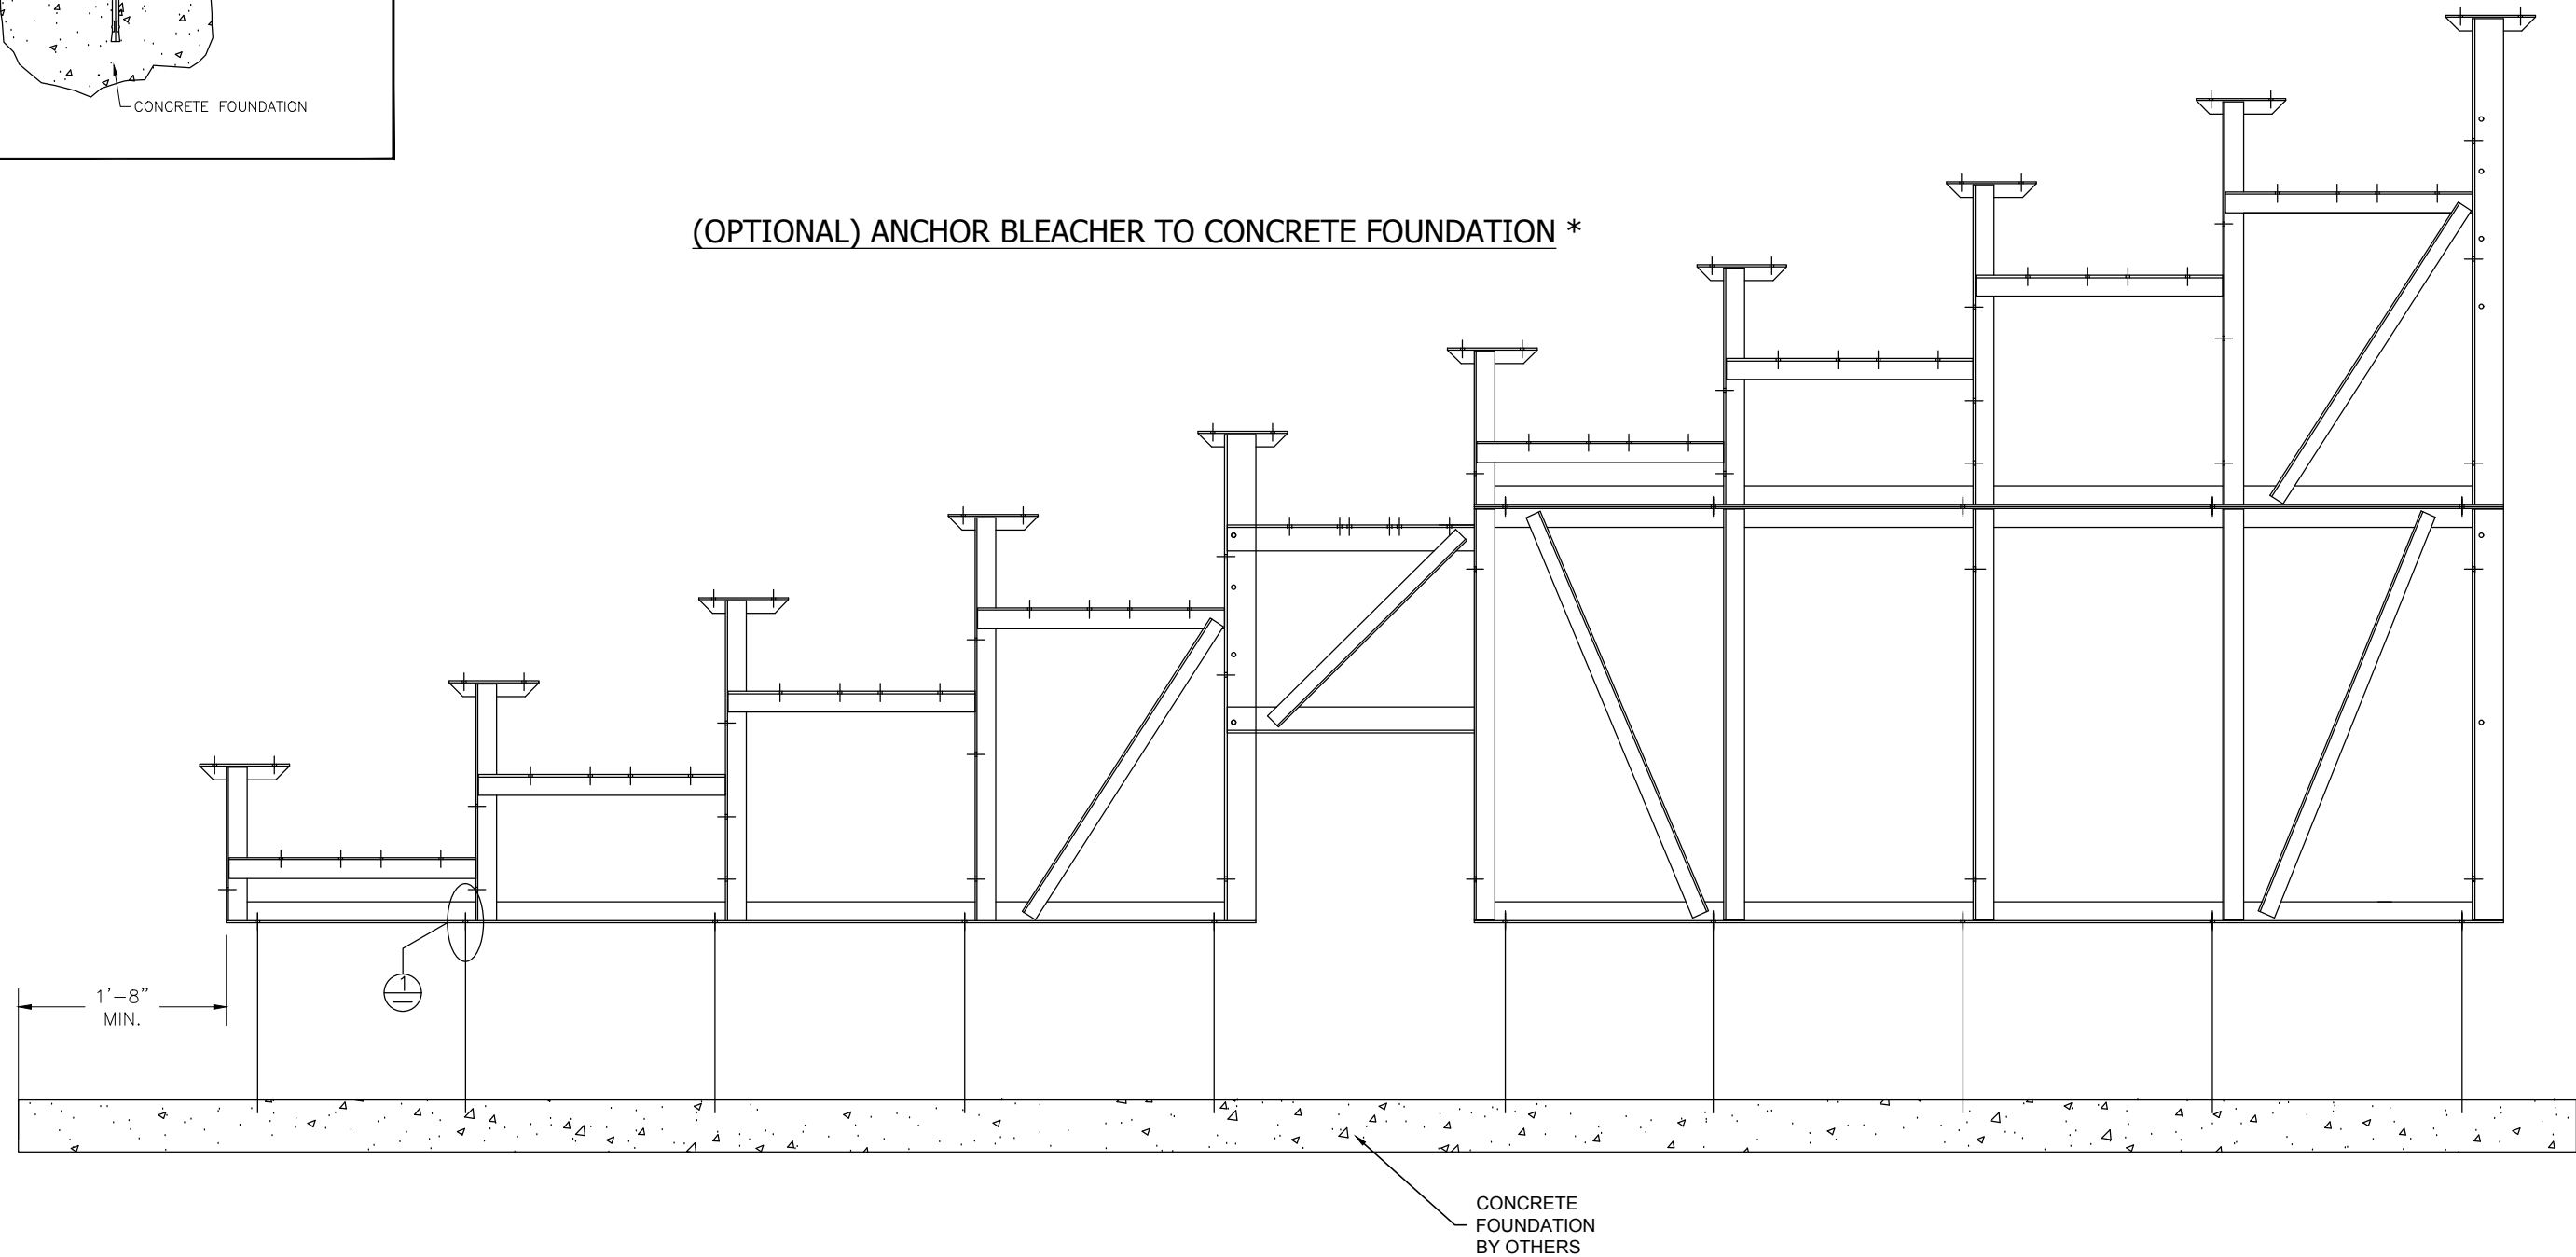 CONCRETE FOUNDATION
(OPTIONAL) ANCHOR BLEACHER TO CONCRETE FOUNDATION *
1
1'-8"
MIN.
CONCRETE
FOUNDATION
BY OTHERS